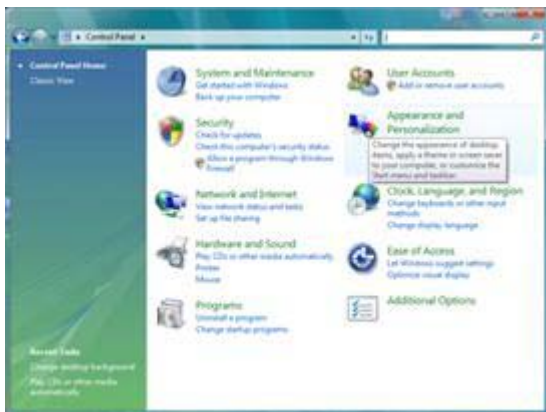 Control Panel
Control Panel Home
Classic View
System and Maintenance
Get started with Windows
Back up your computer
Security
Check for updates
Check this computer's security status
Allow a program through Windows
Firewall
Network and Internet
View network status and tasks
Set up file sharing
Hardware and Sound
Play CDs or other media automatically
Printer
Mouse
Programs
Uninstall a program
Change startup programs
User Accounts
Add or remove user accounts
Appearance and
Personalization
Change the appearance of desktop
items, apply a theme or screen saver
to your computer, or customize the
Start menu and taskbar.
Clock, Language, and Region
Change keyboards or other input
methods
Change display language
Ease of Access
Let Windows suggest settings
Optimize visual display
Additional Options
Recent Tasks
Change desktop background
Play CDs or other media
automatically